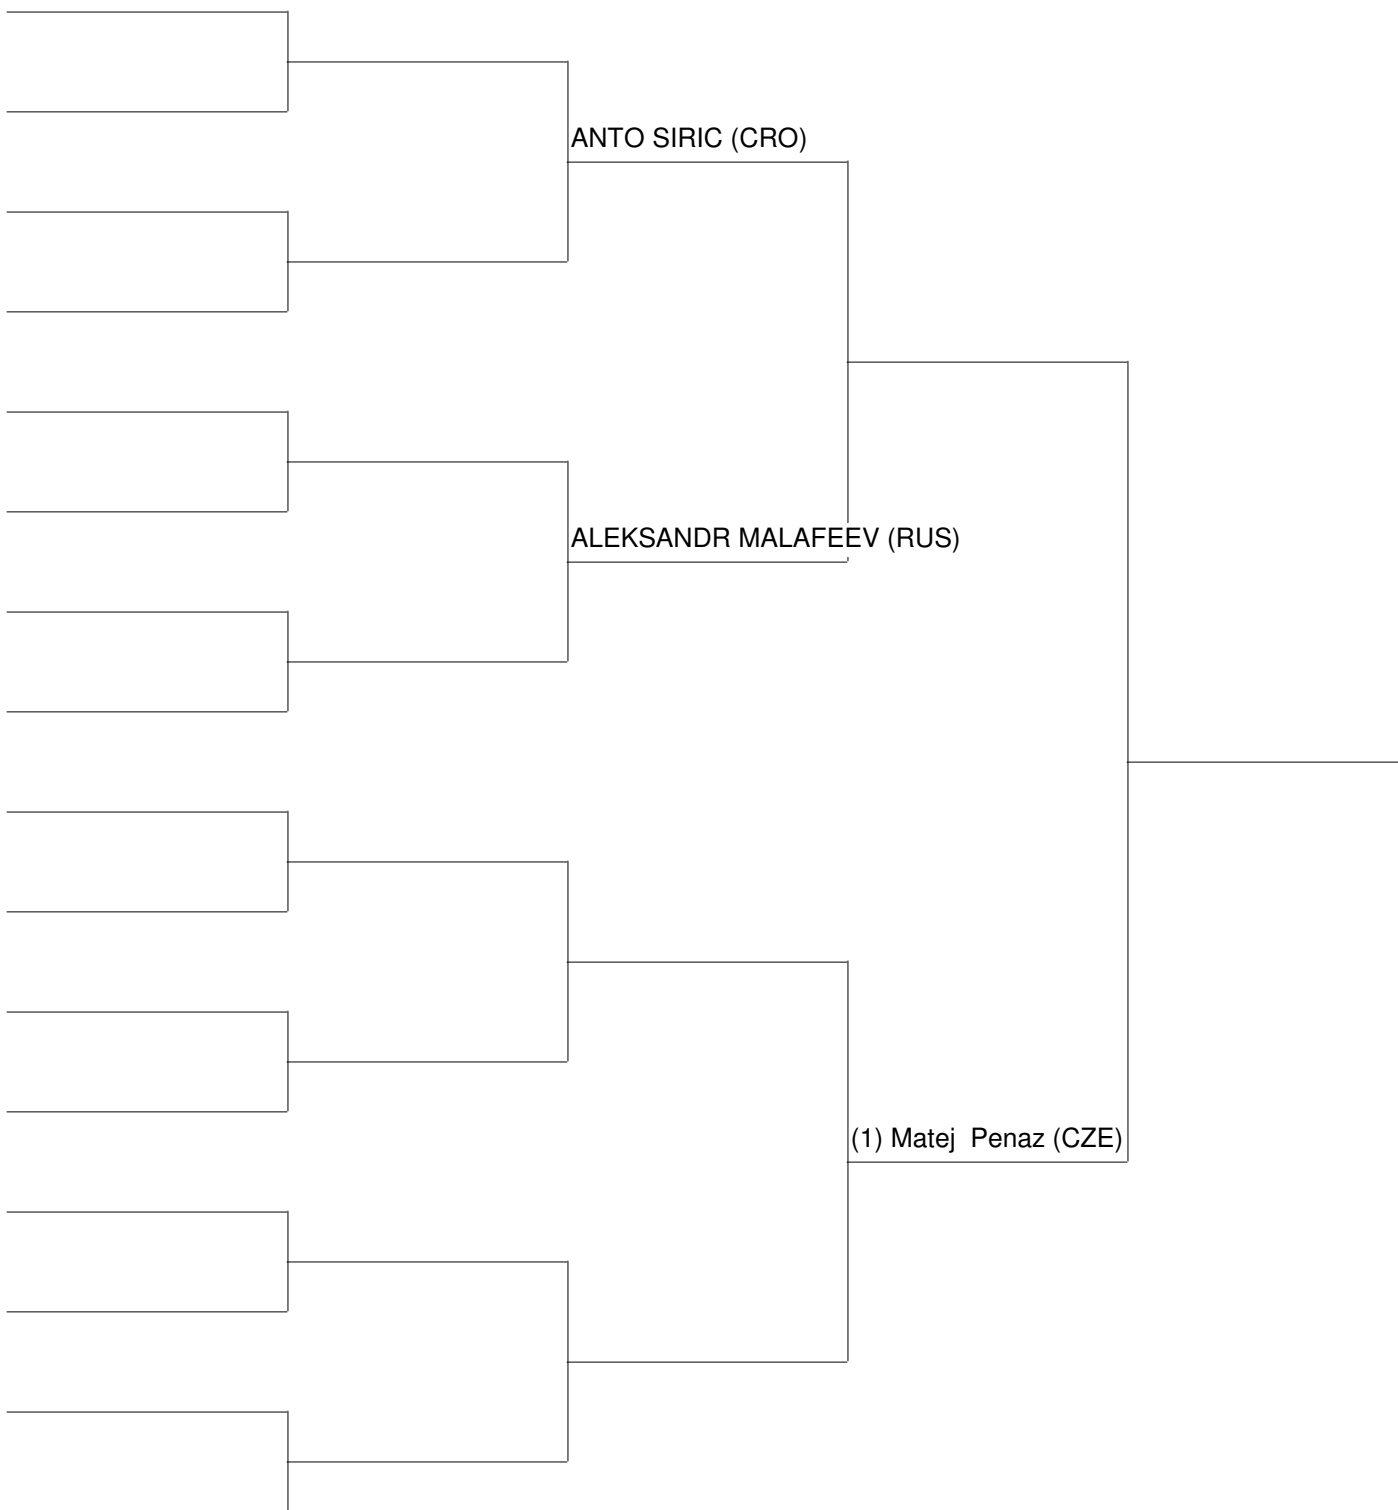 ANTO SIRIC (CRO)
ALEKSANDR MALAFEEV (RUS)
(1) Matej  Penaz (CZE)